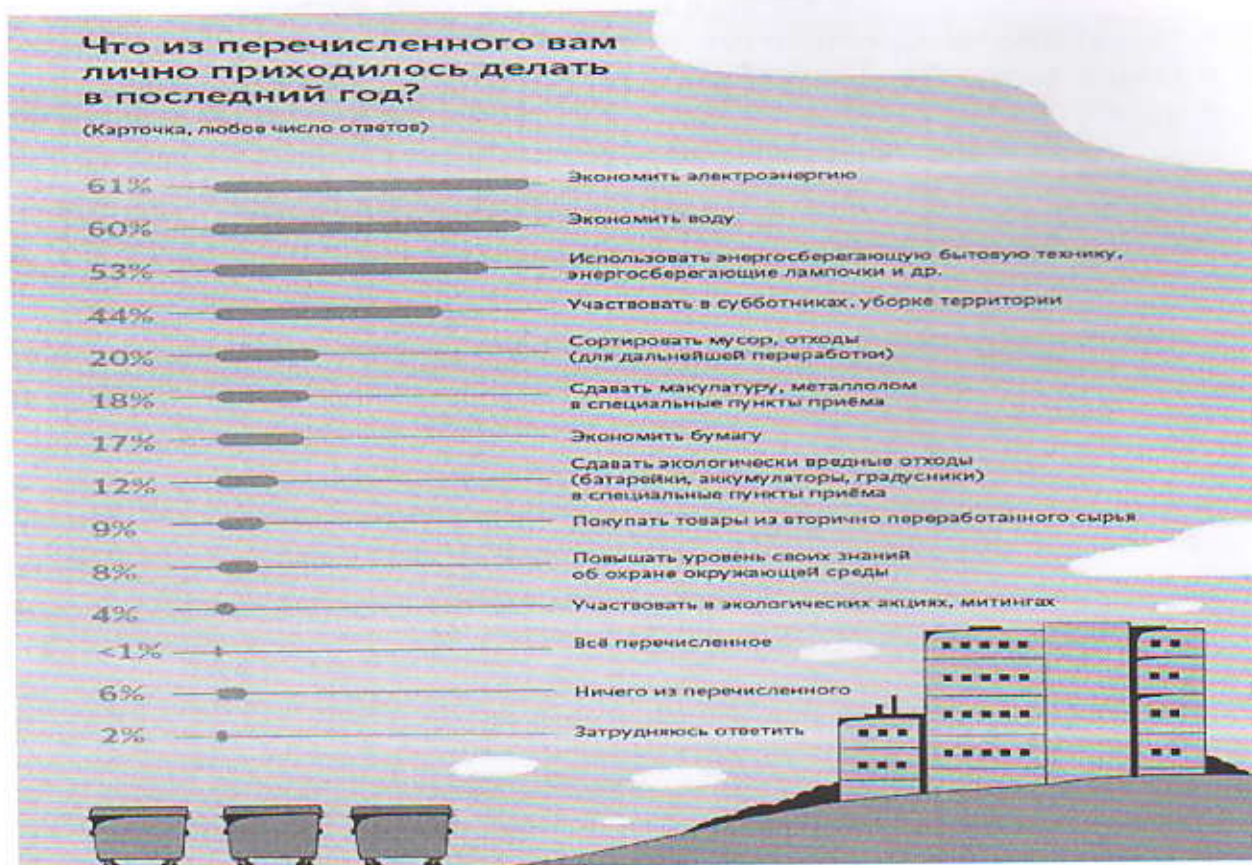 Что из перечисленного вам
лично приходилось делать
в последний год?
(Карточка, любое число ответов)
61% Экономить электроэнергию
60% Экономить воду
53% Использовать энергосберегающую бытовую технику,
энергосберегающие лампочки и др.
44% Участвовать в субботниках, уборке территории
20% Сортировать мусор, отходы
(для дальнейшей переработки)
18% Сдавать макулатуру, металлолом
в специальные пункты приёма
17% Экономить бумагу
12% Сдавать экологически вредные отходы
(батарейки, аккумуляторы, градусники)
в специальные пункты приёма
9% Покупать товары из вторично переработанного сырья
8% Повышать уровень своих знаний
об охране окружающей среды
4% Участвовать в экологических акциях, митингах
<1% Всё перечисленное
6% Ничего из перечисленного
2% Затрудняюсь ответить